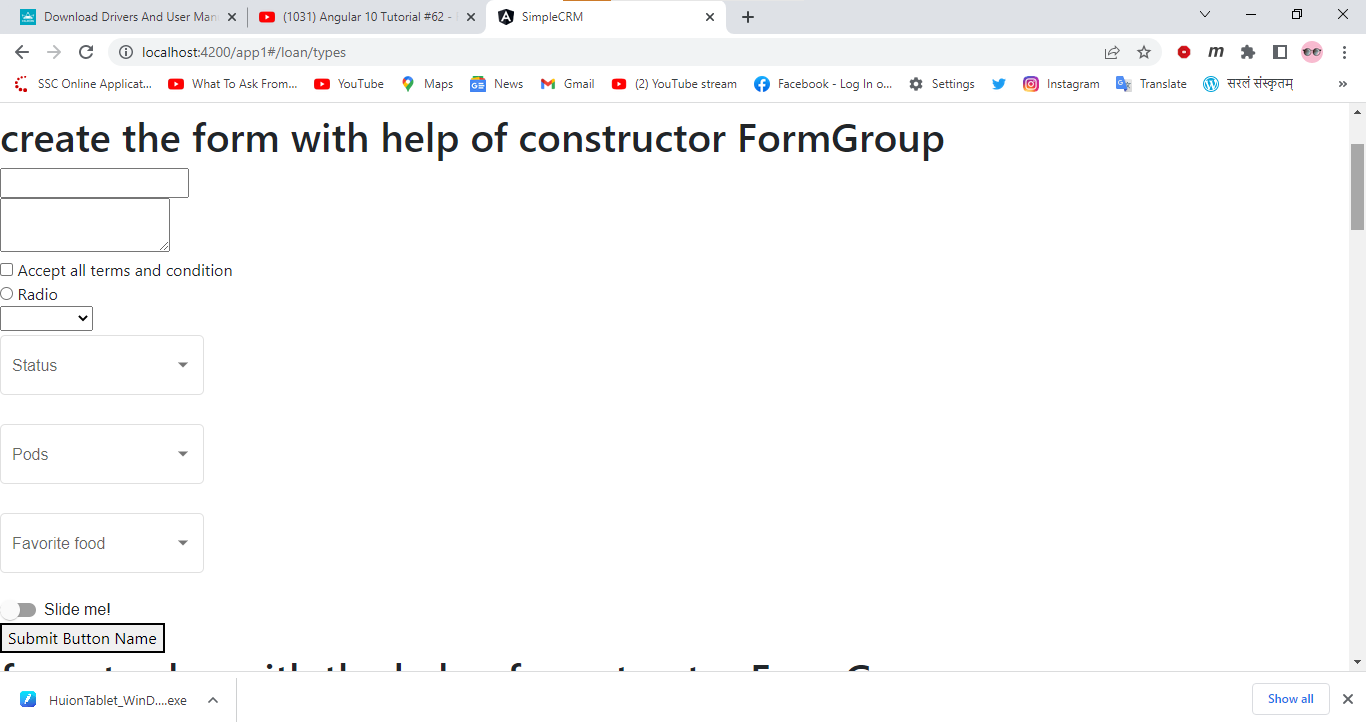 Download Drivers And User Man
(1031) Angular 10 Tutorial #62 -
SimpleCRM
localhost:4200/app1#/loan/types
SSC Online Applicat...
What To Ask From...
YouTube
Maps
News
Gmail
(2) YouTube stream
Facebook - Log In o...
Settings
Instagram
Translate
सरलं संस्कृतम्
create the form with help of constructor FormGroup
Accept all terms and condition
Radio
Status
Pods
Favorite food
Slide me!
Submit Button Name
HuionTablet_WinD....exe
Show all